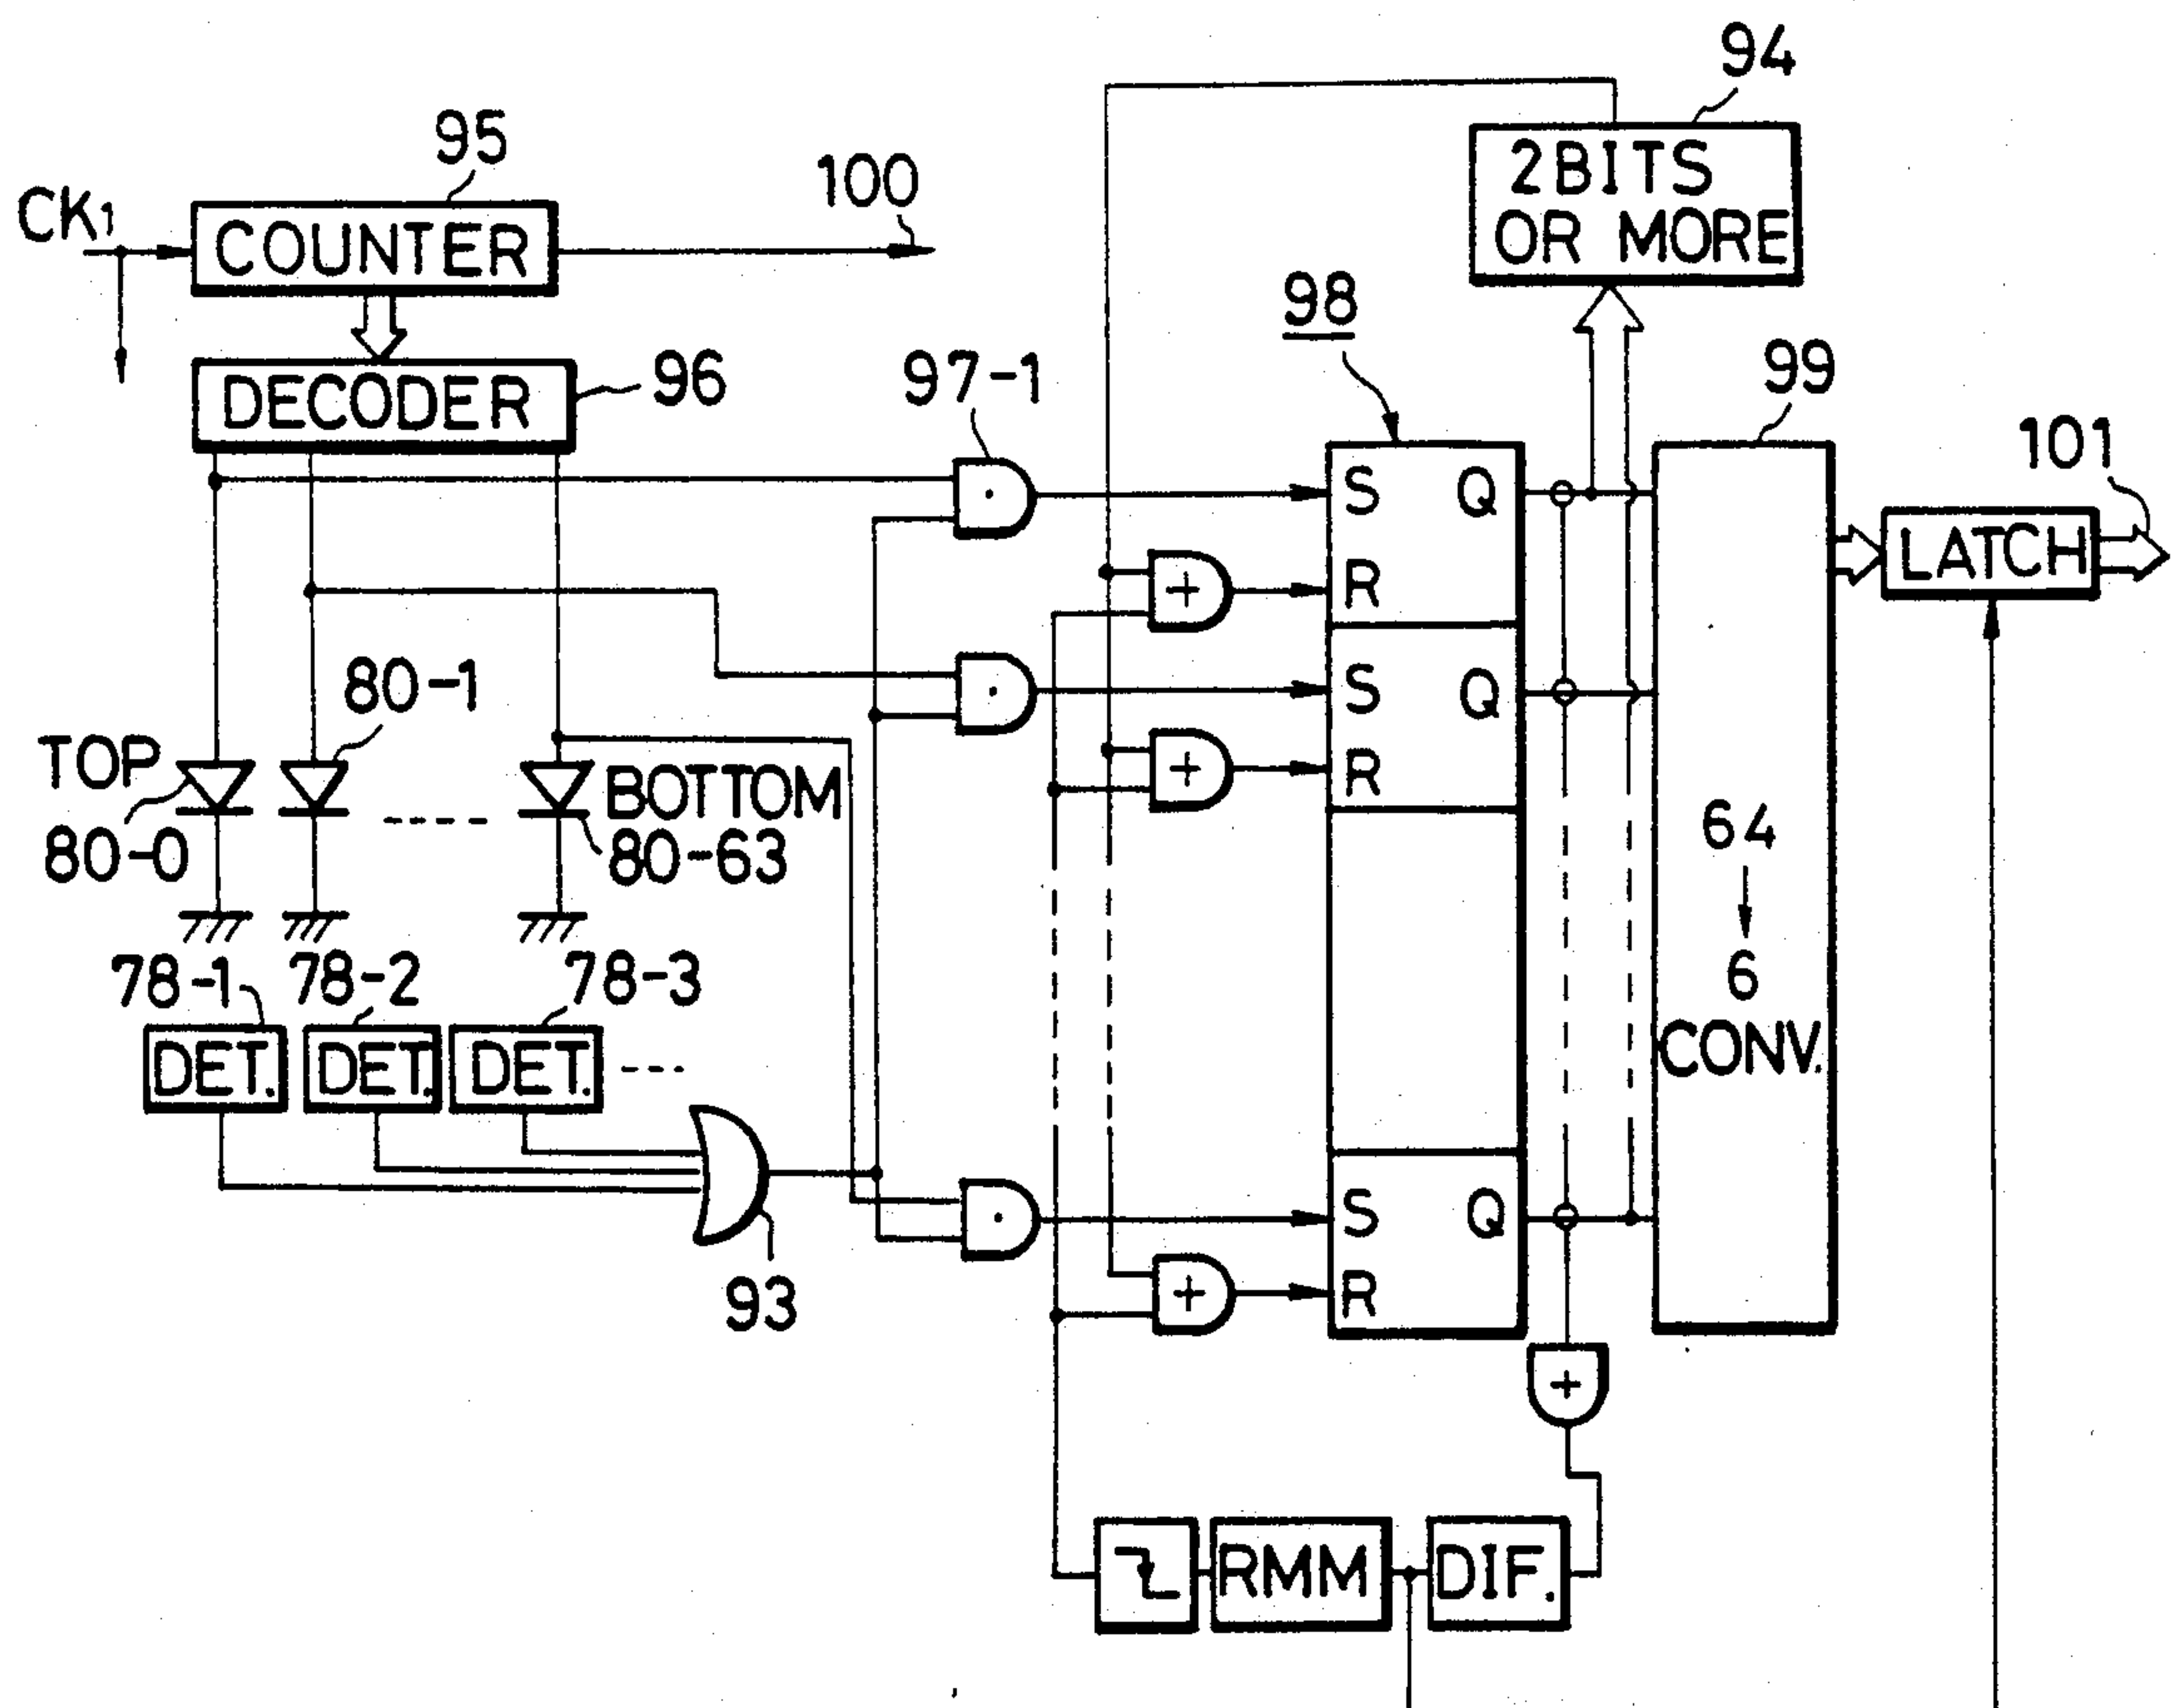 94
95
2BITS
OR MORE
CK1
COUNTER
100
98
99
DECODER
96
97-1
101
S Q
LATCH
+
R
80-1
S Q
TOP
+
R
80-0
BOTTOM
80-63
64
78-1
78-2
78-3
6
CONV.
DET.
DET.
DET.
93
S Q
+
R
+
RMM
DIF.